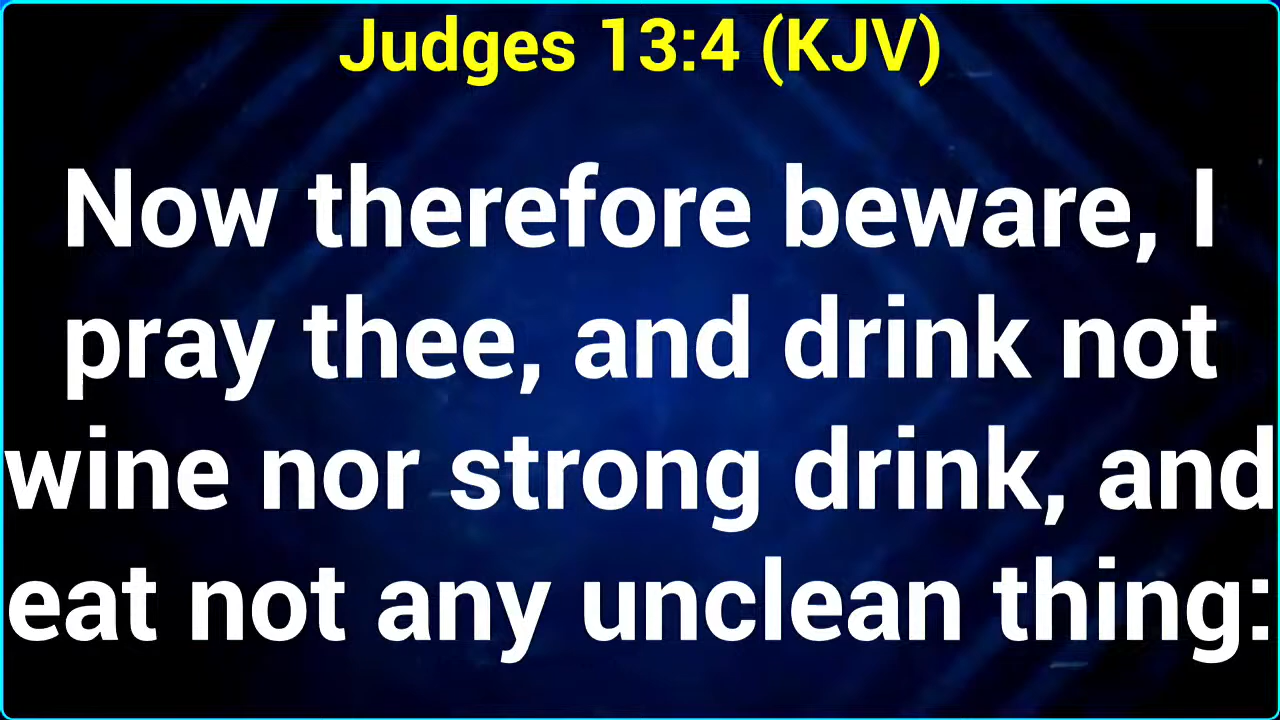 Judges 13:4 (KJV)
Now therefore beware, I
pray thee, and drink not
wine nor strong drink, and
eat not any unclean thing: